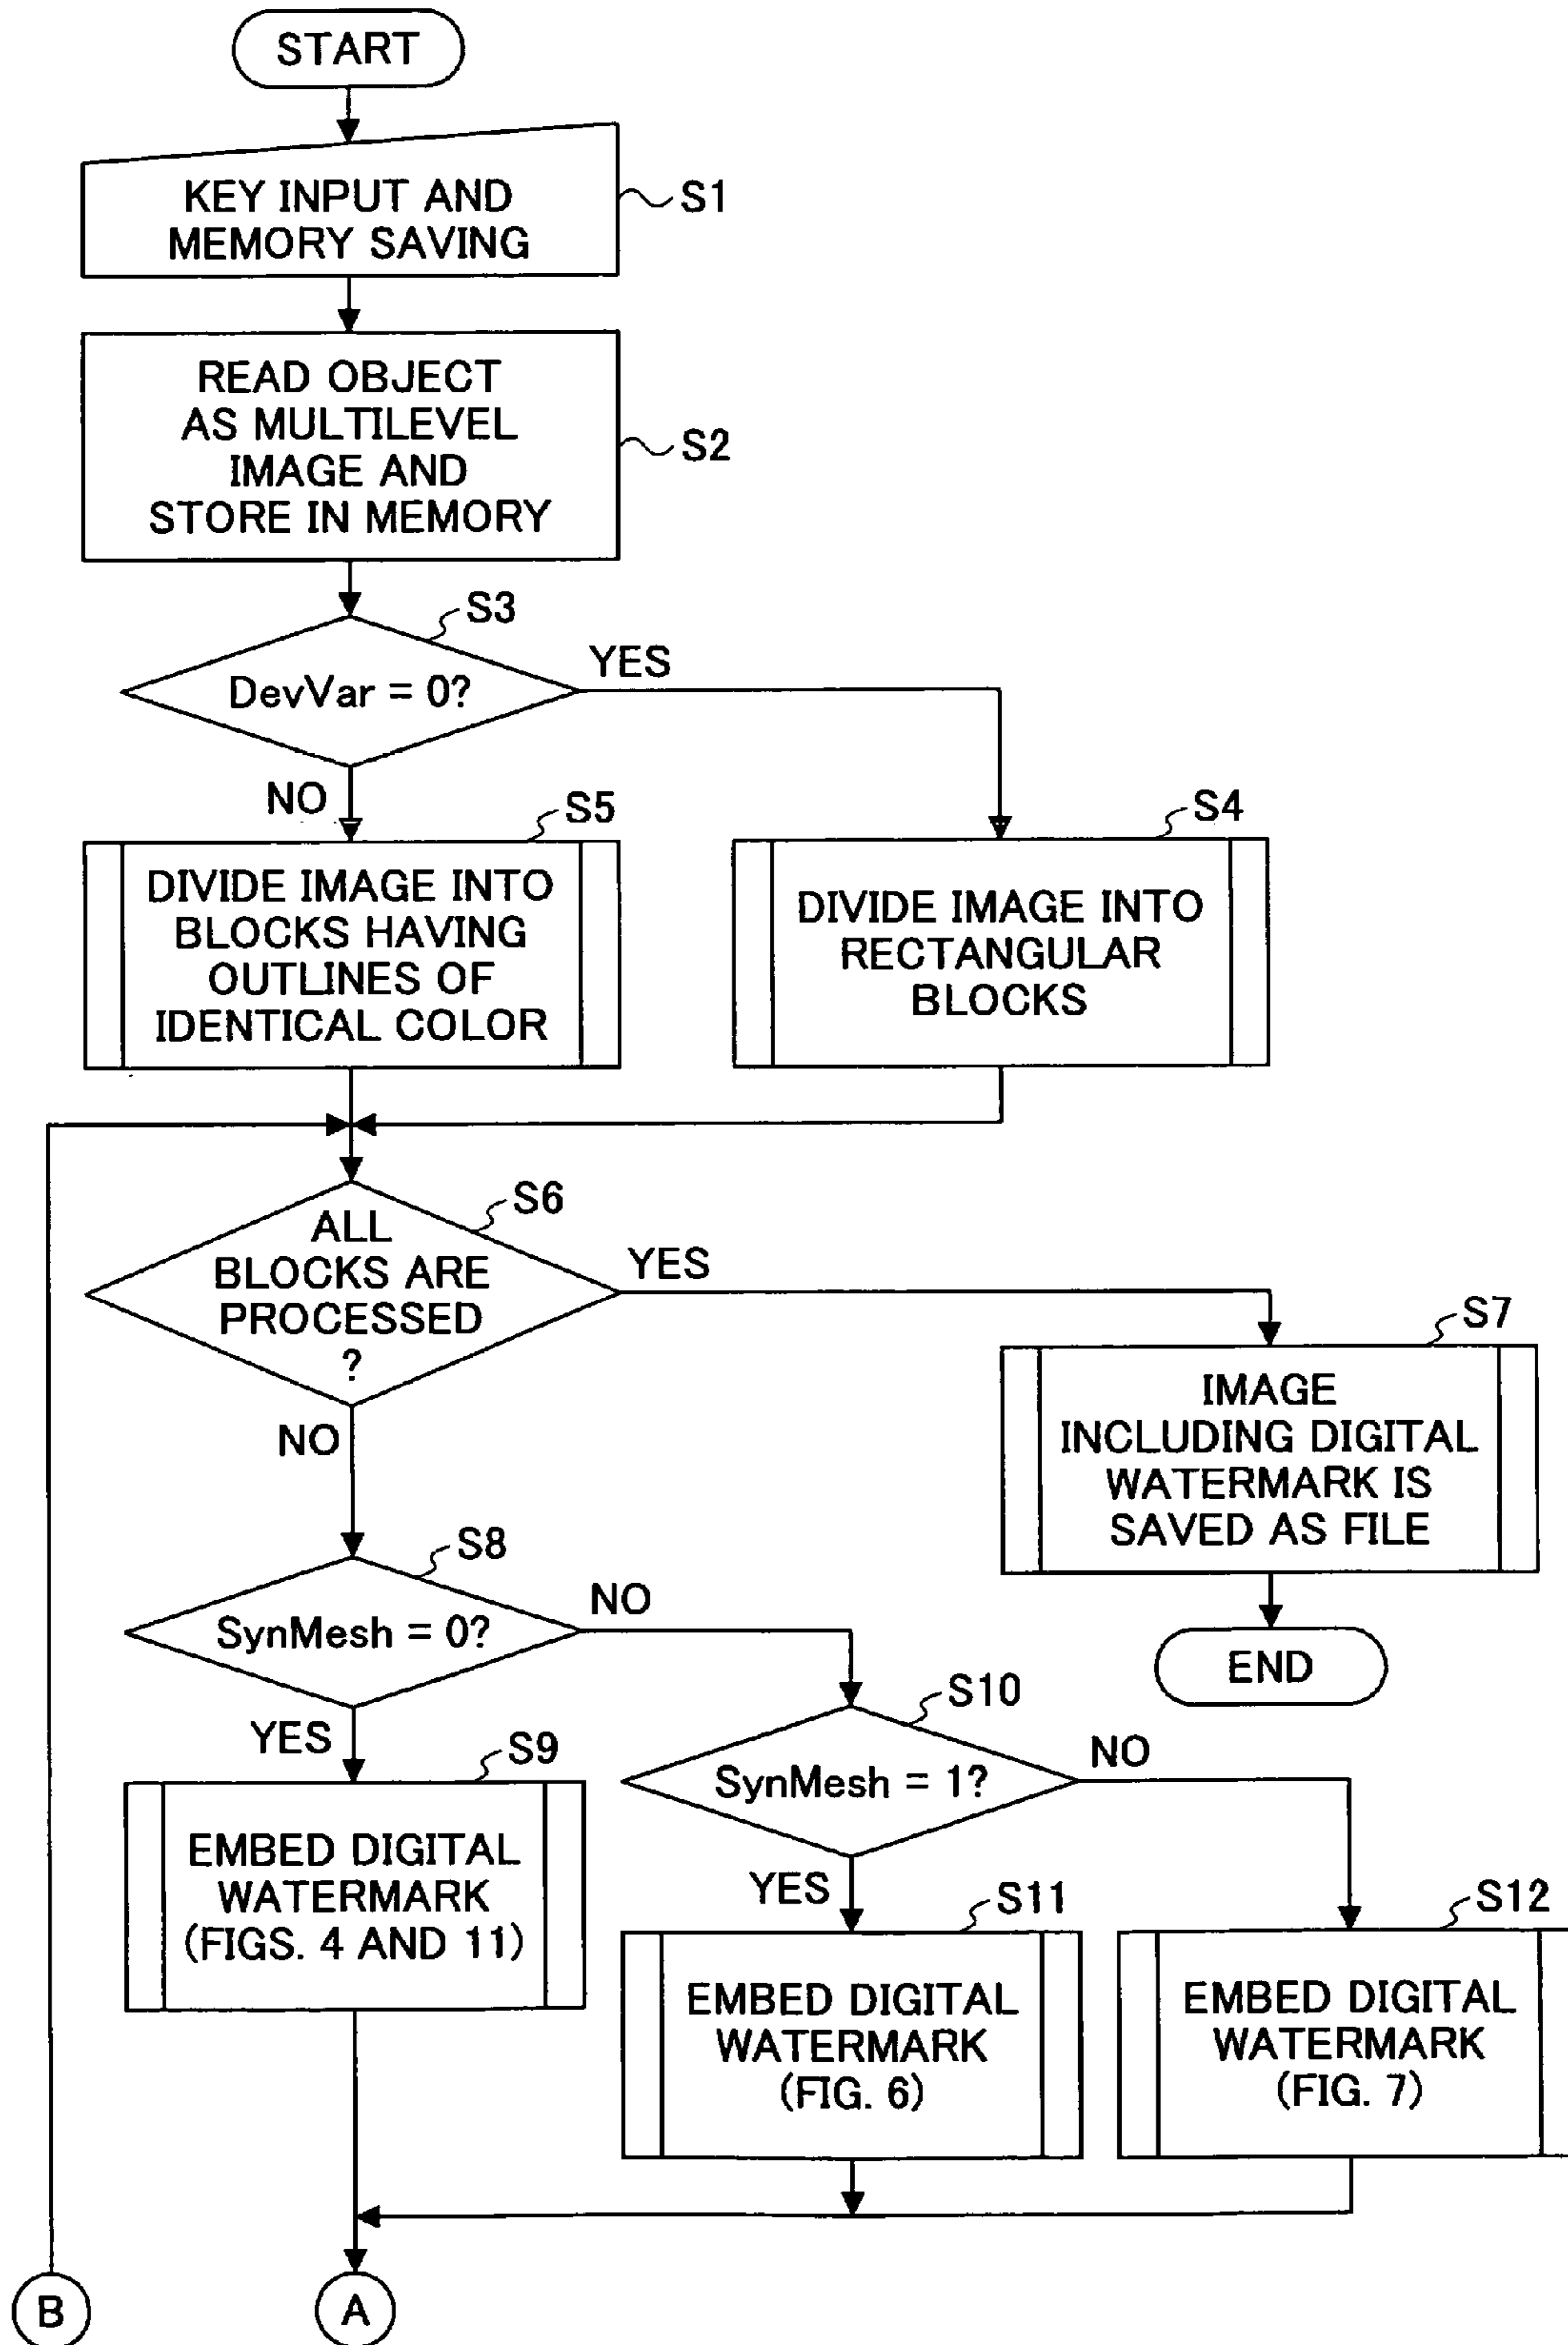 START
KEY INPUT AND
MEMORY SAVING
S1
READ OBJECT
AS MULTILEVEL
IMAGE AND
STORE IN MEMORY
S2
S3
DevVar = 0?
YES
NO
S5
DIVIDE IMAGE INTO
BLOCKS HAVING
OUTLINES OF
IDENTICAL COLOR
S4
DIVIDE IMAGE INTO
RECTANGULAR
BLOCKS
S6
ALL
BLOCKS ARE
PROCESSED
?
YES
NO
S7
IMAGE
INCLUDING DIGITAL
WATERMARK IS
SAVED AS FILE
END
S8
SynMesh = 0?
NO
YES
S10
SynMesh = 1?
NO
YES
S9
EMBED DIGITAL
WATERMARK
(FIGS. 4 AND 11)
S11
EMBED DIGITAL
WATERMARK
(FIG. 6)
S12
EMBED DIGITAL
WATERMARK
(FIG. 7)
B
A